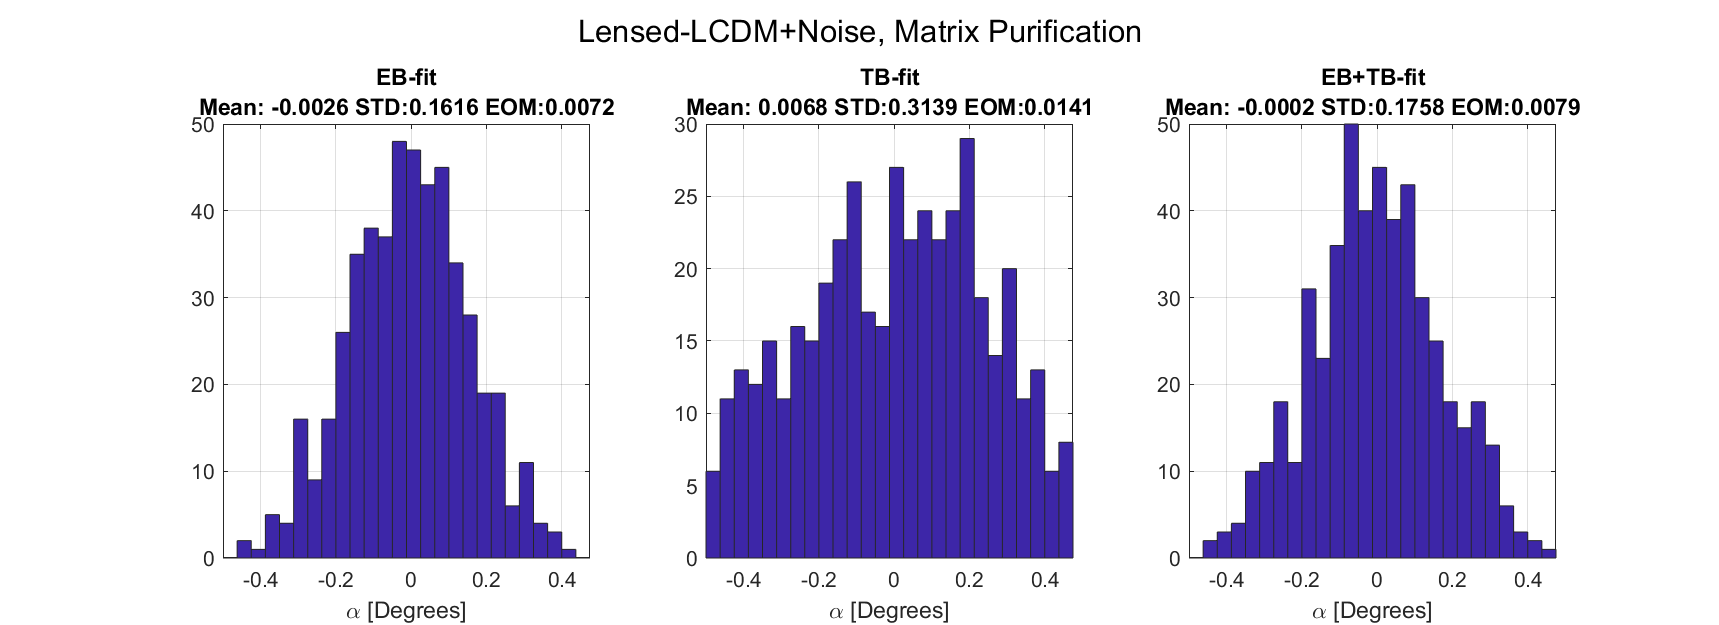 Lensed-LCDM+Noise, Matrix Purification
EB-fit
Mean: -0.0026 STD:0.1616 EOM:0.0072
50
40
30
20
10
0
-0.4 -0.2 0 0.2 0.4
α [Degrees]
TB-fit
Mean: 0.0068 STD:0.3139 EOM:0.0141
30
25
20
15
10
5
0
-0.4 -0.2 0 0.2 0.4
α [Degrees]
EB+TB-fit
Mean: -0.0002 STD:0.1758 EOM:0.0079
50
40
30
20
10
0
-0.4 -0.2 0 0.2 0.4
α [Degrees]